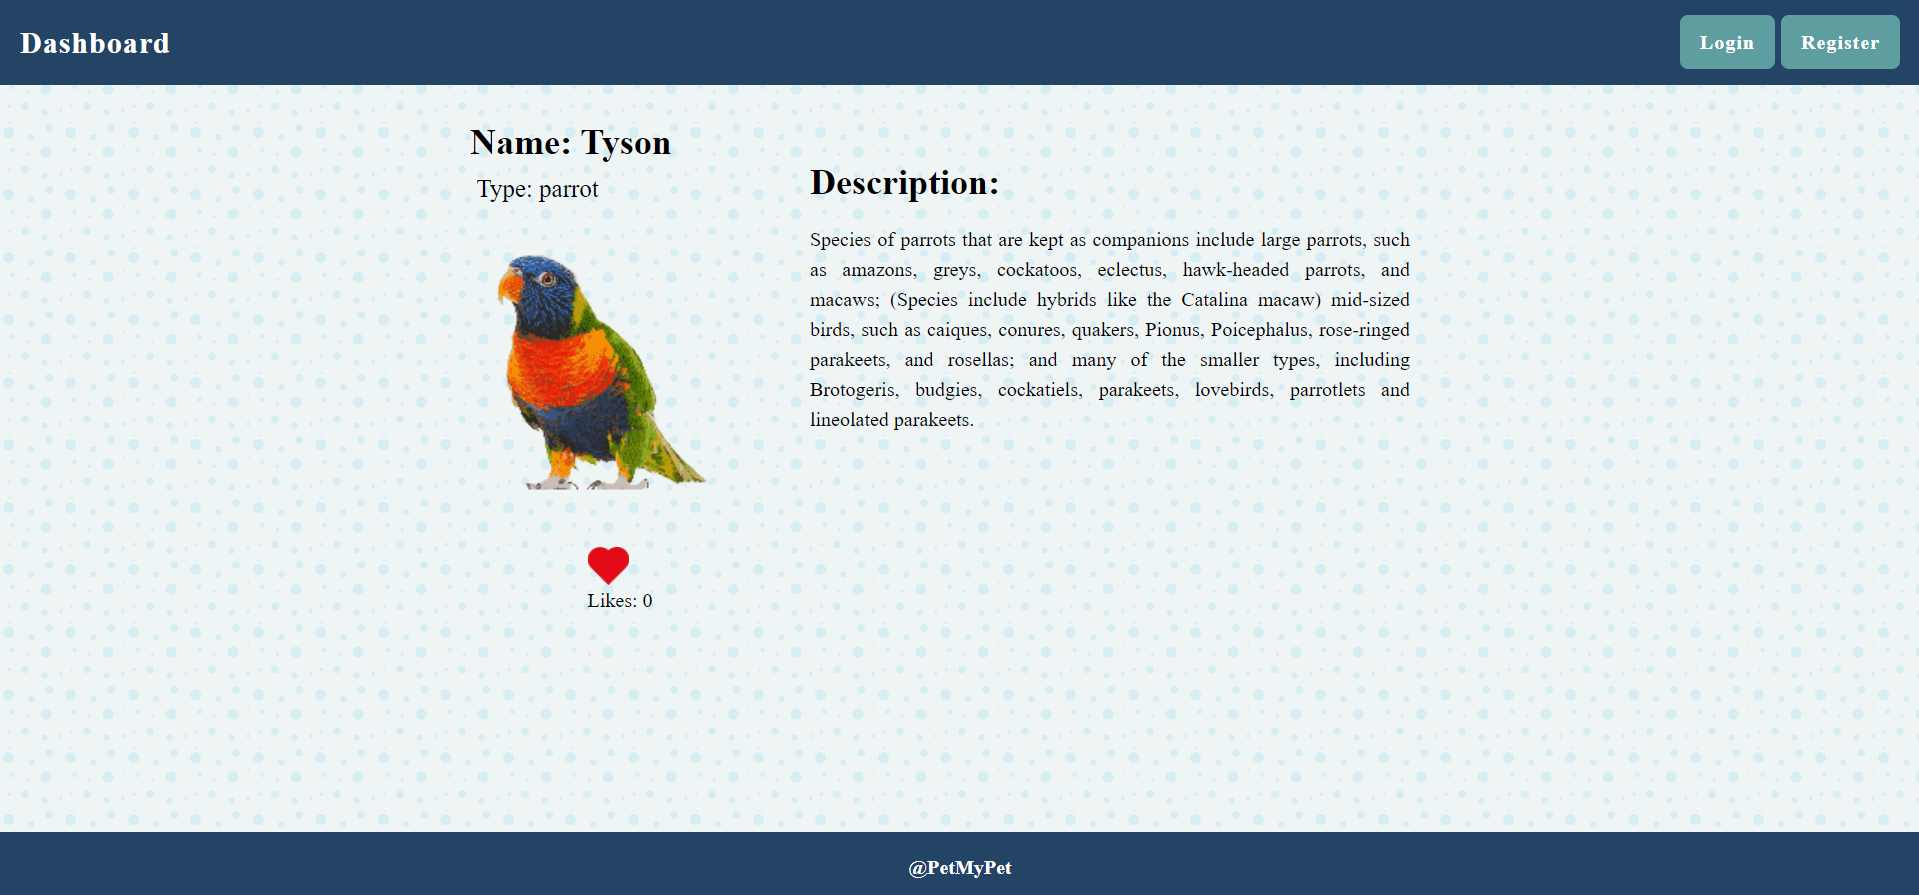 Dashboard
Login
Register
Name: Tyson
Type: parrot
Likes: 0
Description:
Species of parrots that are kept as companions include large parrots, such
as amazons, greys, cockatoos, eclectus, hawk-headed parrots, and
macaws; (Species include hybrids like the Catalina macaw) mid-sized
birds, such as caiques, conures, quakers, Pionus, Poicephalus, rose-ringed
parakeets, and rosellas; and many of the smaller types, including
Brotogeris, budgies, cockatiels, parakeets, lovebirds, parrotlets and
lineolated parakeets.
@PetMyPet